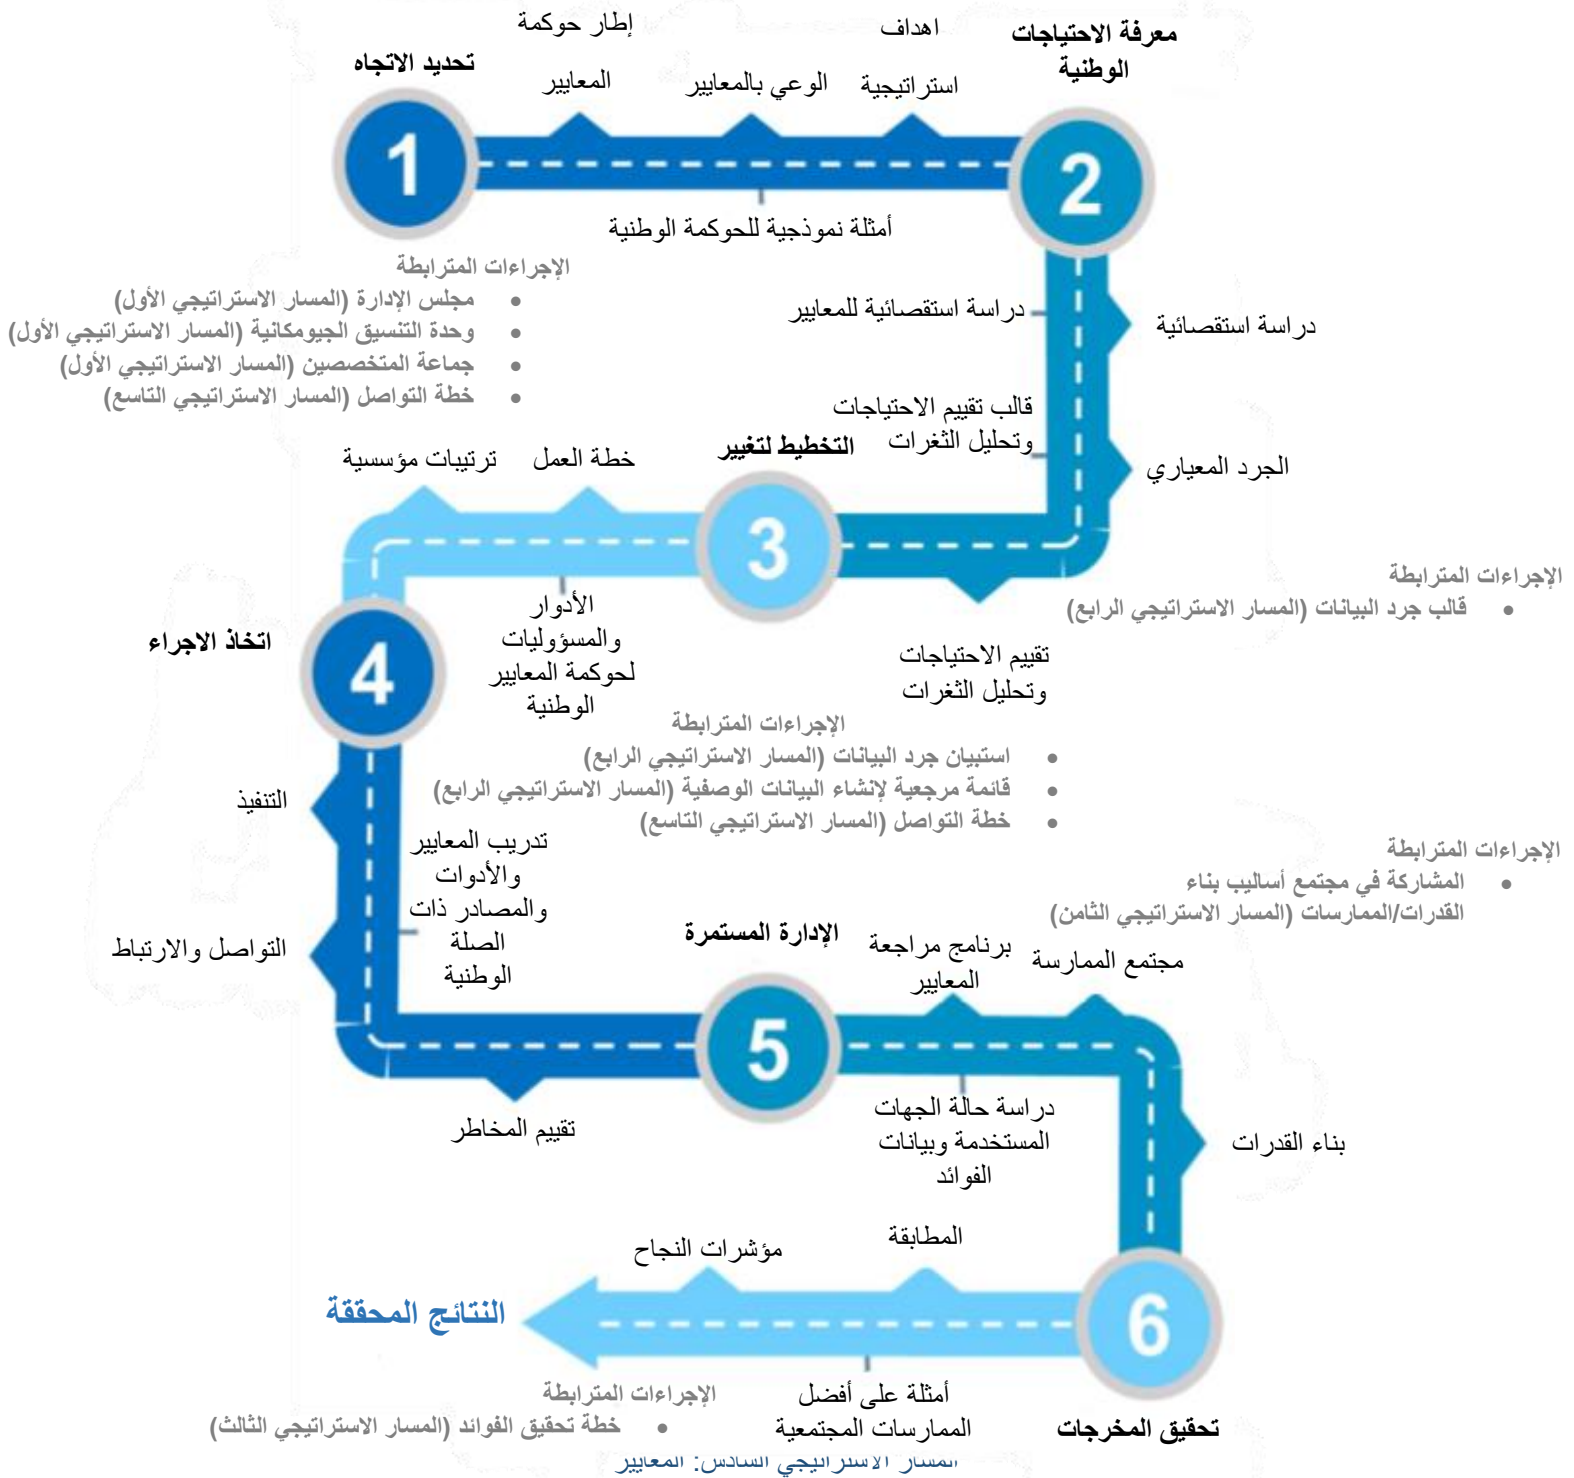 تحديد الاتجاه
1
إطار حوكمة
المعايير
الوعي بالمعايير
اهداف
استراتيجية
أمثلة نموذجية للحوكمة الوطنية
الإجراءات المترابطة
• مجلس الإدارة (المسار الاستراتيجي الأول)
• وحدة التنسيق الجيومكانية (المسار الاستراتيجي الأول)
• جماعة المتخصصين (المسار الاستراتيجي الأول)
• خطة التواصل (المسار الاستراتيجي التاسع)
معرفة الاحتياجات
الوطنية
2
دراسة استقصائية للمعايير
دراسة استقصائية
قالب تقييم الاحتياجات
وتحليل الثغرات
الجرد المعياري
تقييم الاحتياجات
وتحليل الثغرات
الإجراءات المترابطة
• قالب جرد البيانات (المسار الاستراتيجي الرابع)
التخطيط لتغيير
3
خطة العمل
ترتيبات مؤسسية
الأدوار
والمسؤوليات
لحوكمة المعايير
الوطنية
الإجراءات المترابطة
• استبيان جرد البيانات (المسار الاستراتيجي الرابع)
• قائمة مرجعية لإنشاء البيانات الوصفية (المسار الاستراتيجي الرابع)
• خطة التواصل (المسار الاستراتيجي التاسع)
اتخاذ الاجراء
4
التنفيذ
تدريب المعايير
والأدوات
والمصادر ذات
الصلة
الوطنية
التواصل والارتباط
تقييم المخاطر
الإدارة المستمرة
5
برنامج مراجعة
المعايير
مجتمع الممارسة
دراسة حالة الجهات
المستخدمة وبيانات
الفوائد
بناء القدرات
الإجراءات المترابطة
• المشاركة في مجتمع أساليب بناء
القدرات/الممارسات (المسار الاستراتيجي الثامن)
تحقيق المخرجات
6
المطابقة
مؤشرات النجاح
أمثلة على أفضل
الممارسات المجتمعية
النتائج المحققة
الإجراءات المترابطة
• خطة تحقيق الفوائد (المسار الاستراتيجي الثالث)
المسار الاستراتيجي السادس: المعايير